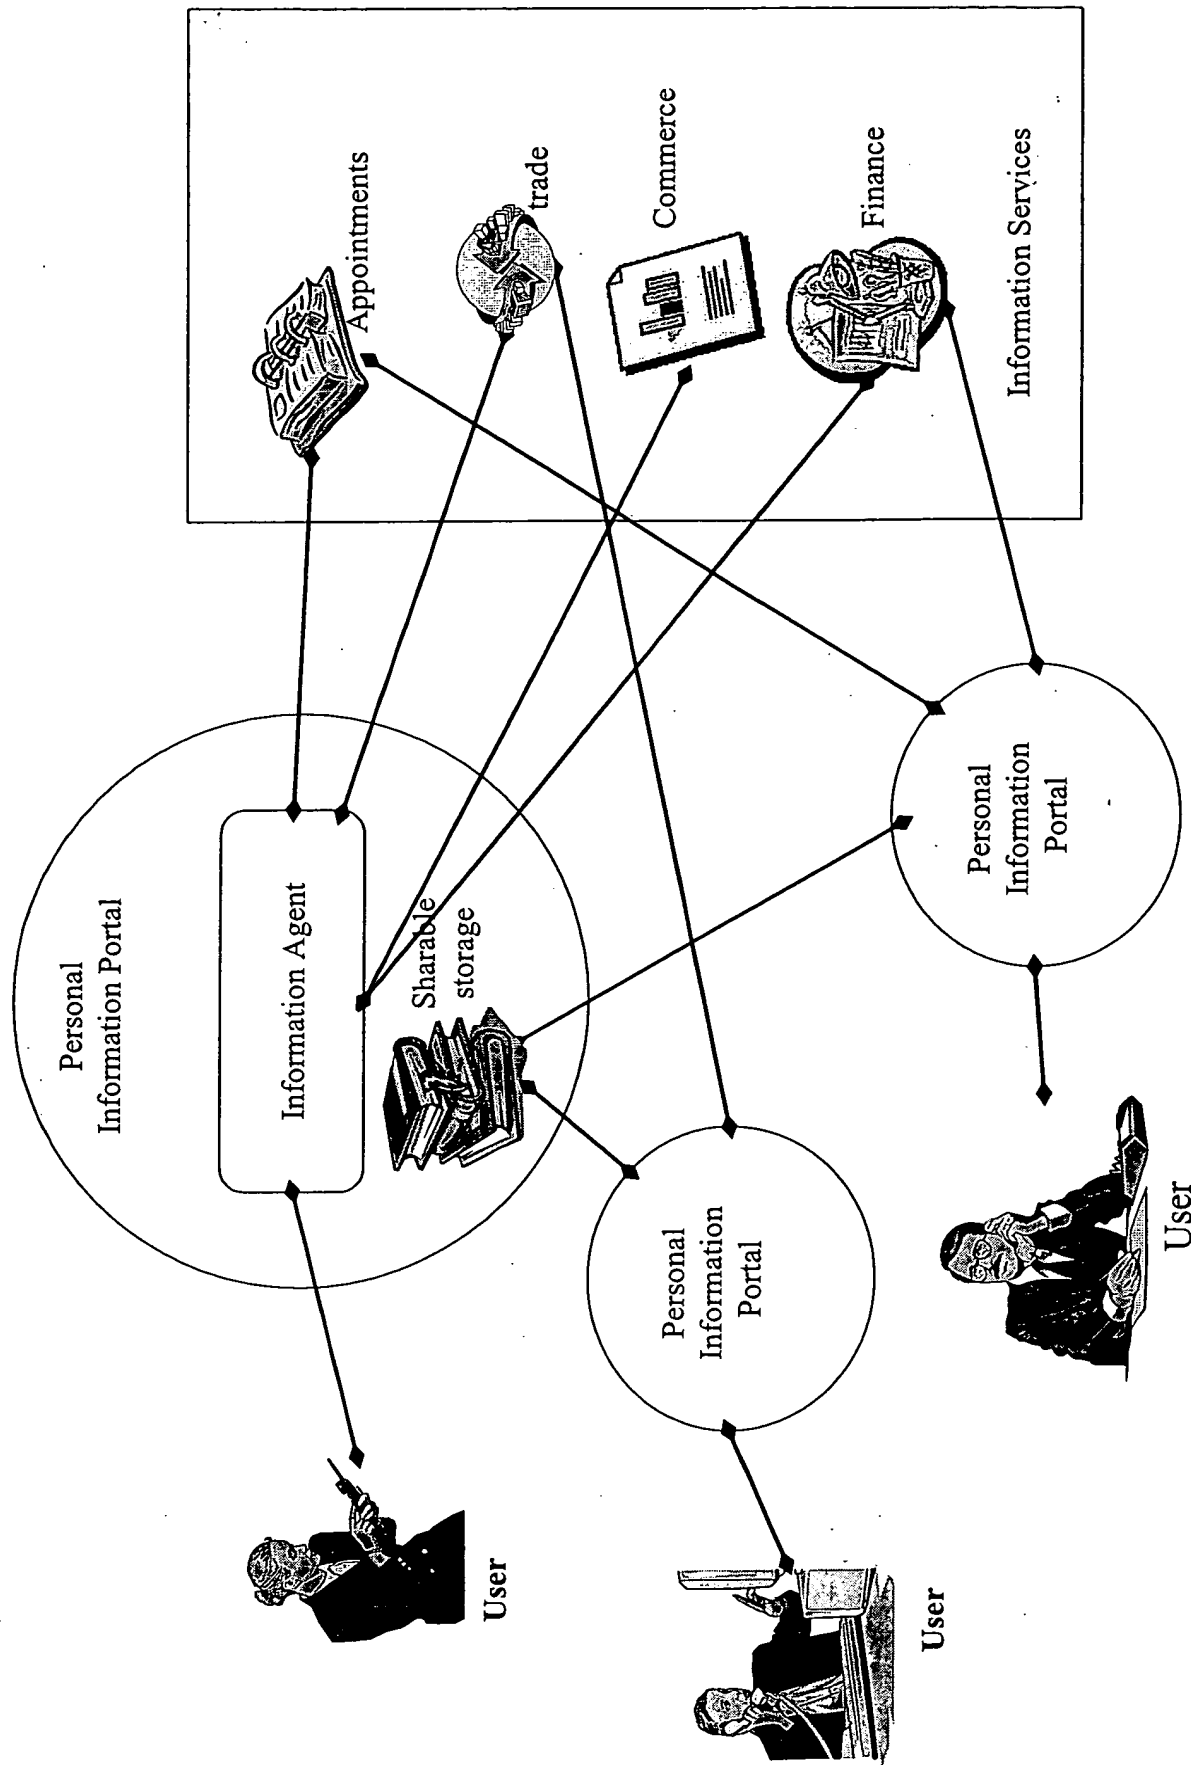 Personal
Information Portal
Information Agent
Sharable
storage
User
Personal
Information
Portal
User
Personal
Information
Portal
User
Appointments
trade
Commerce
Finance
Information Services